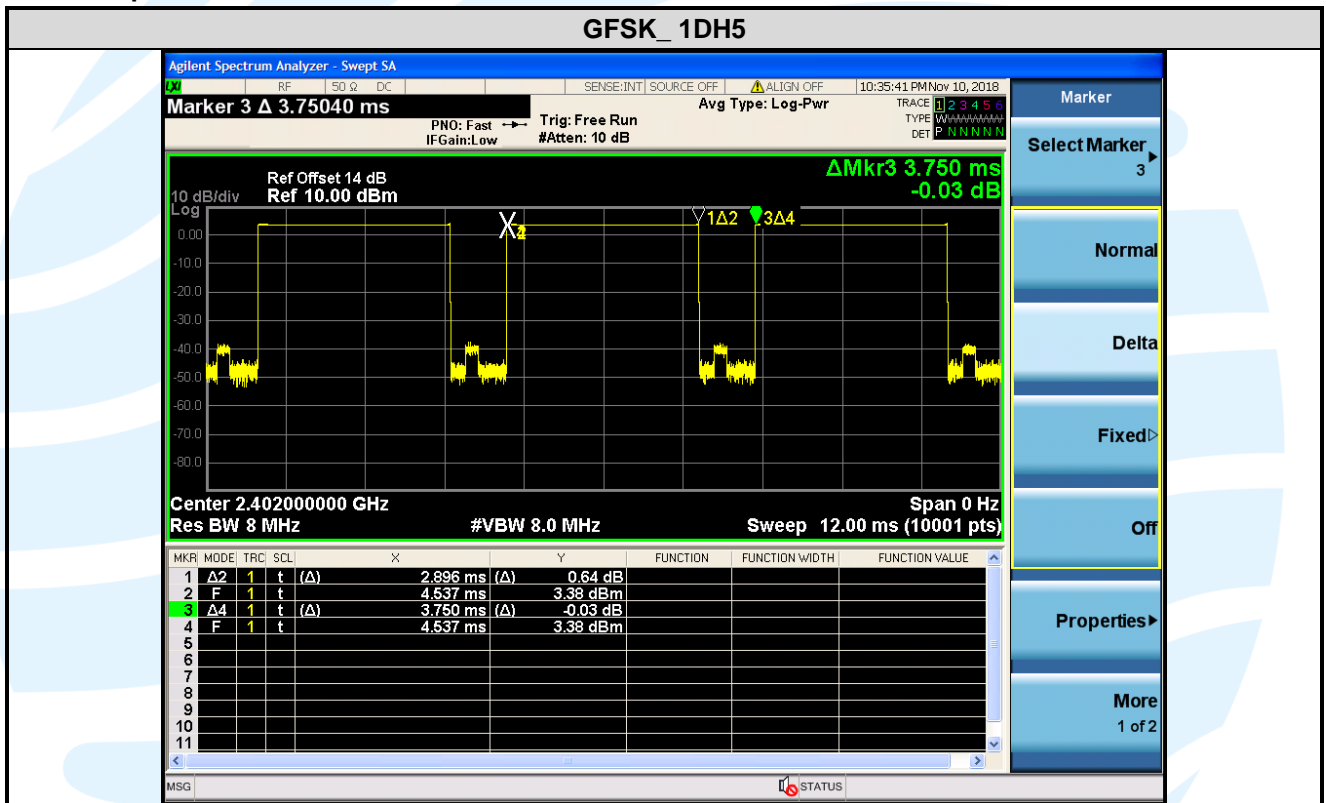 GFSK_ 1DH5
Agilent Spectrum Analyzer - Swept SA
LXI RF 50 Ω DC SENSE:INT SOURCE OFF ALIGN OFF 10:35:41 PM Nov 10, 2018
Marker 3 Δ 3.75040 ms
PNO: Fast
IFGain:Low
Trig: Free Run
#Atten: 10 dB
Avg Type: Log-Pwr
TRACE 1 2 3 4 5 6
TYPE
DET P N N N N N
ΔMkr3 3.750 ms
-0.03 dB
Ref Offset 14 dB
10 dB/div Ref 10.00 dBm
Log
1Δ2 3Δ4
0.00
-10.0
-20.0
-30.0
-40.0
-50.0
-60.0
-70.0
-80.0
Center 2.402000000 GHz Span 0 Hz
Res BW 8 MHz #VBW 8.0 MHz Sweep 12.00 ms (10001 pts)
MKR MODE TRC SCL X Y FUNCTION FUNCTION WIDTH FUNCTION VALUE
1 Δ2 1 t (Δ) 2.896 ms (Δ) 0.64 dB
2 F 1 t 4.537 ms 3.38 dBm
3 Δ4 1 t (Δ) 3.750 ms (Δ) -0.03 dB
4 F 1 t 4.537 ms 3.38 dBm
5
6
7
8
9
10
11
MSG STATUS
Marker
Select Marker
3
Normal
Delta
Fixed
Off
Properties
More
1 of 2